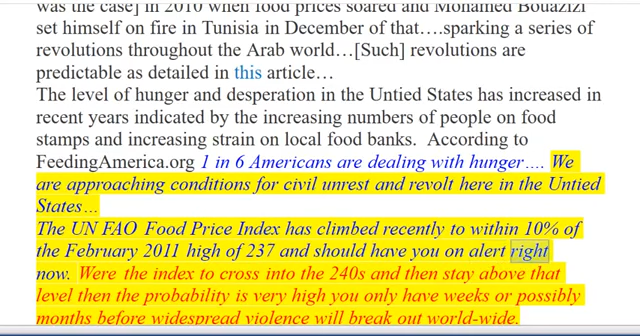 was the case] in 2010 when food prices soared and Mohamed Bouazizi
set himself on fire in Tunisia in December of that….sparking a series of
revolutions throughout the Arab world…[Such] revolutions are
predictable as detailed in this article…
The level of hunger and desperation in the Untied States has increased in
recent years indicated by the increasing numbers of people on food
stamps and increasing strain on local food banks.  According to
FeedingAmerica.org 1 in 6 Americans are dealing with hunger…. We
are approaching conditions for civil unrest and revolt here in the Untied
States…
The UN FAO Food Price Index has climbed recently to within 10% of
the February 2011 high of 237 and should have you on alert right
now.  Were the index to cross into the 240s and then stay above that
level then the probability is very high you only have weeks or possibly
months before widespread violence will break out world-wide.